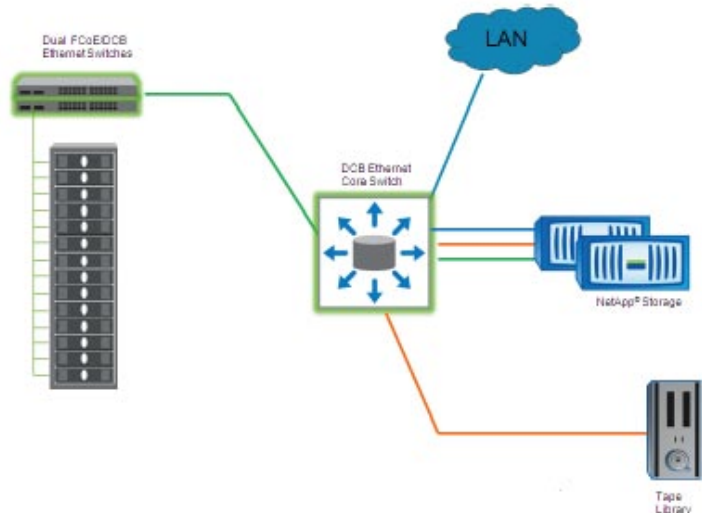 Dual FCoE/DCB
Ethernet Switches
LAN
DCB Ethernet
Core Switch
NetApp® Storage
Tape
Library